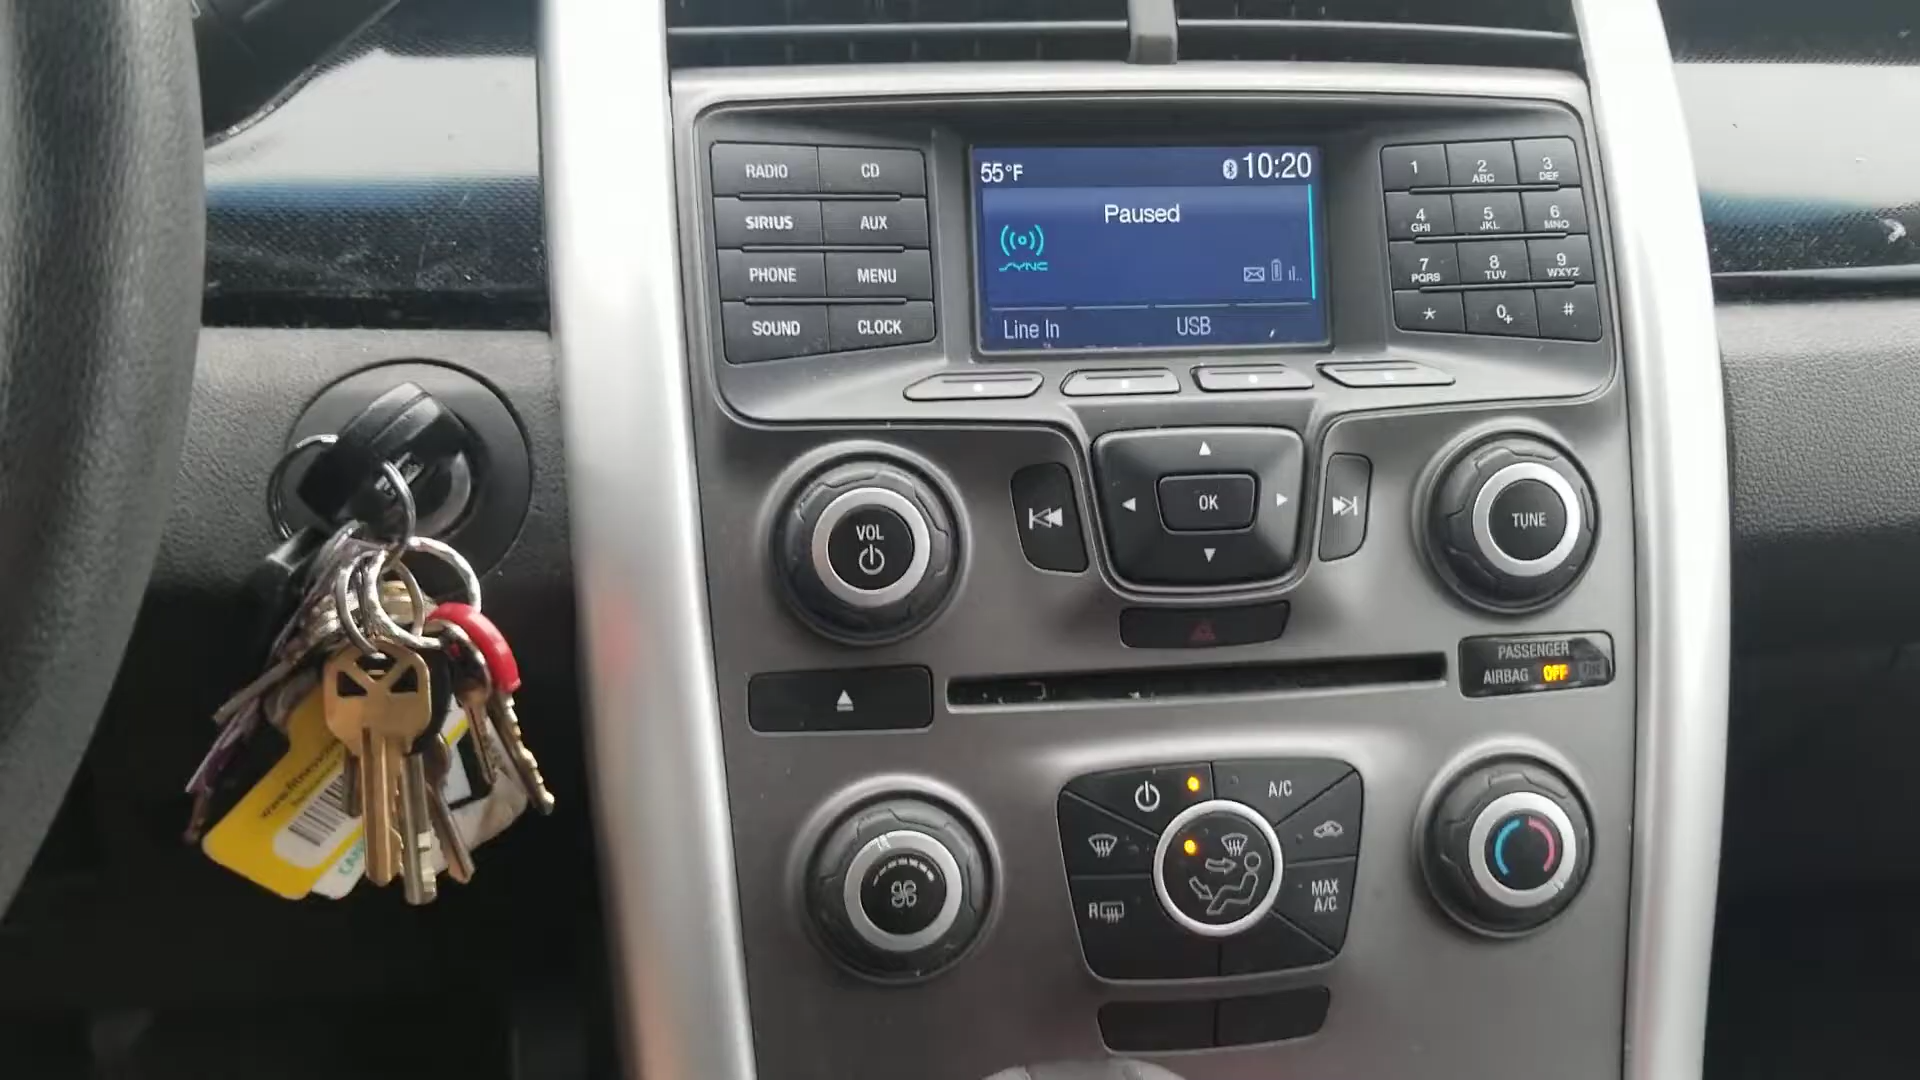 RADIO CD
SIRIUS AUX
PHONE MENU
SOUND CLOCK
55°F 10:20
Paused
SYNC
Line In USB
1 2 ABC 3 DEF
4 GHI 5 JKL 6 MNO
7 PQRS 8 TUV 9 WXYZ
* 0+ #
VOL
OK
TUNE
PASSENGER
AIRBAG OFF
A/C
MAX
A/C
R